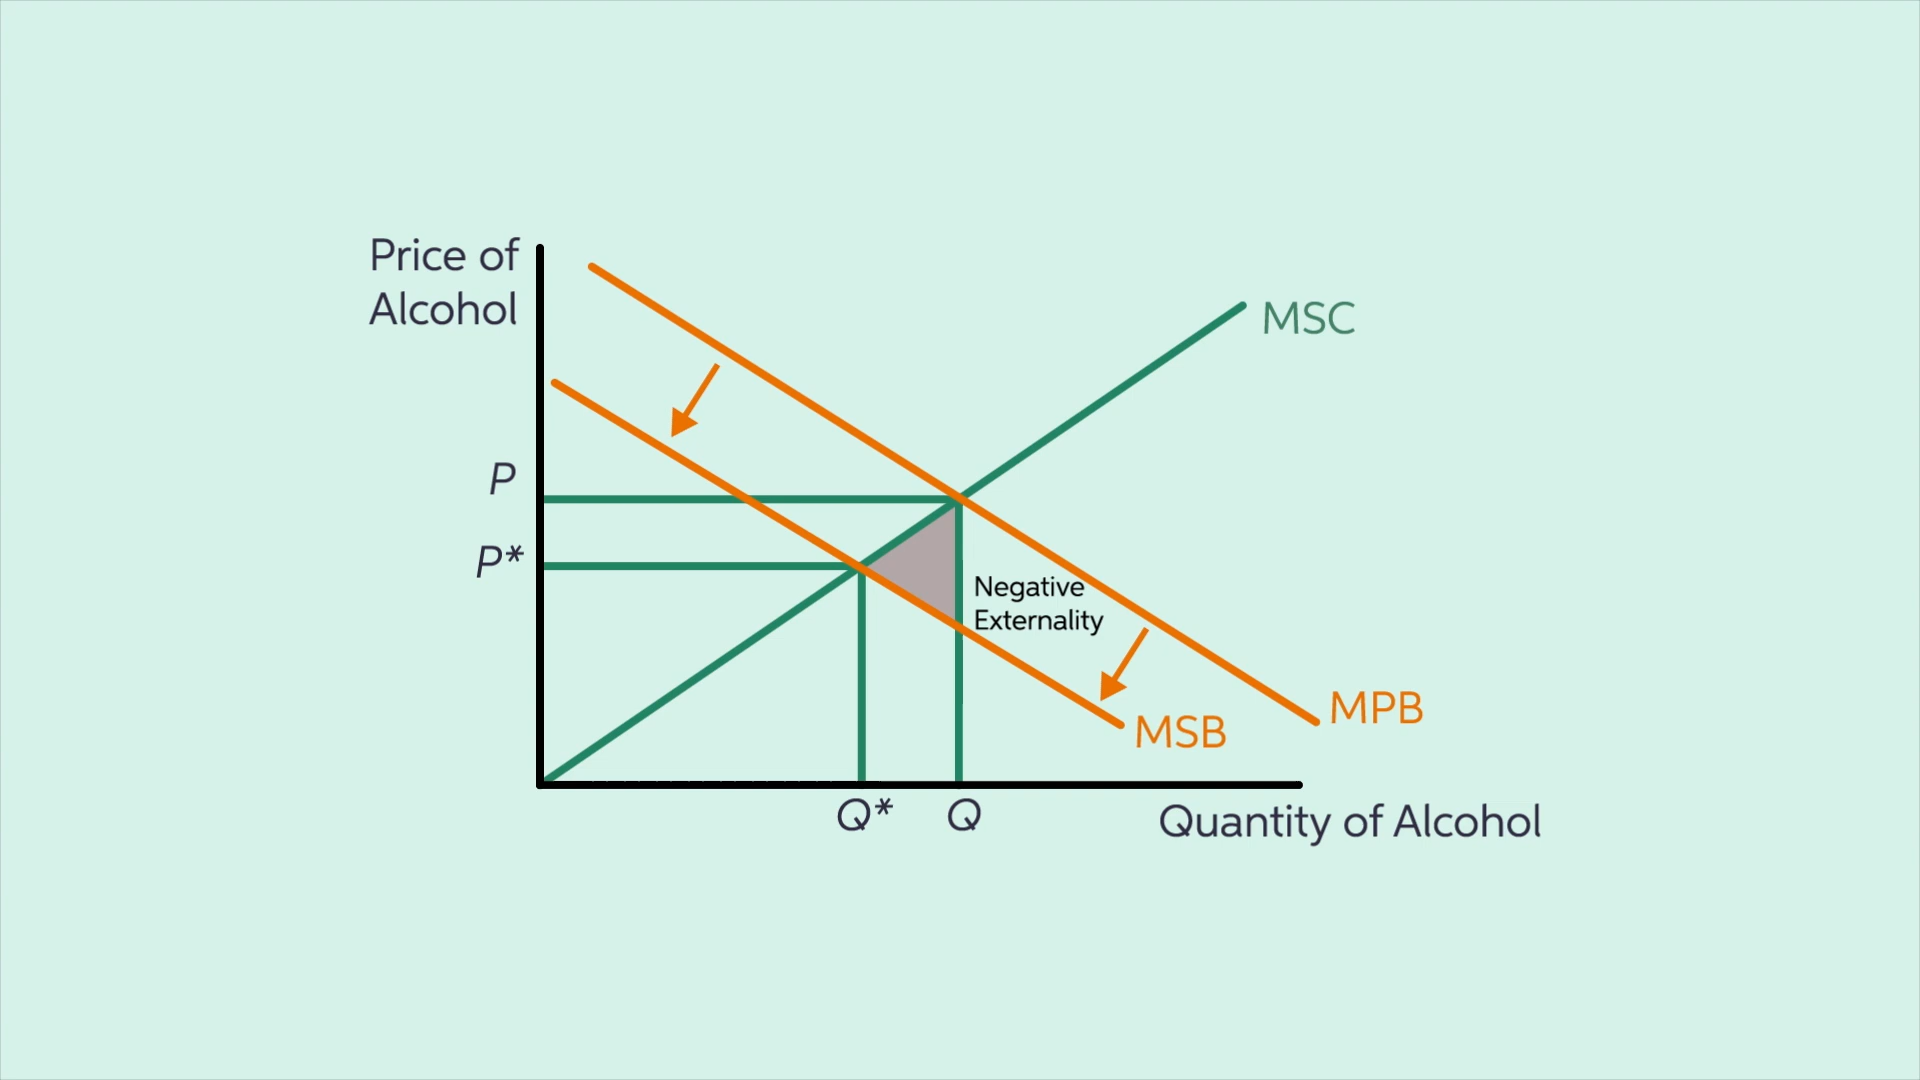 Price of
Alcohol
MSC
P
P*
Negative
Externality
MPB
MSB
Q*
Q
Quantity of Alcohol